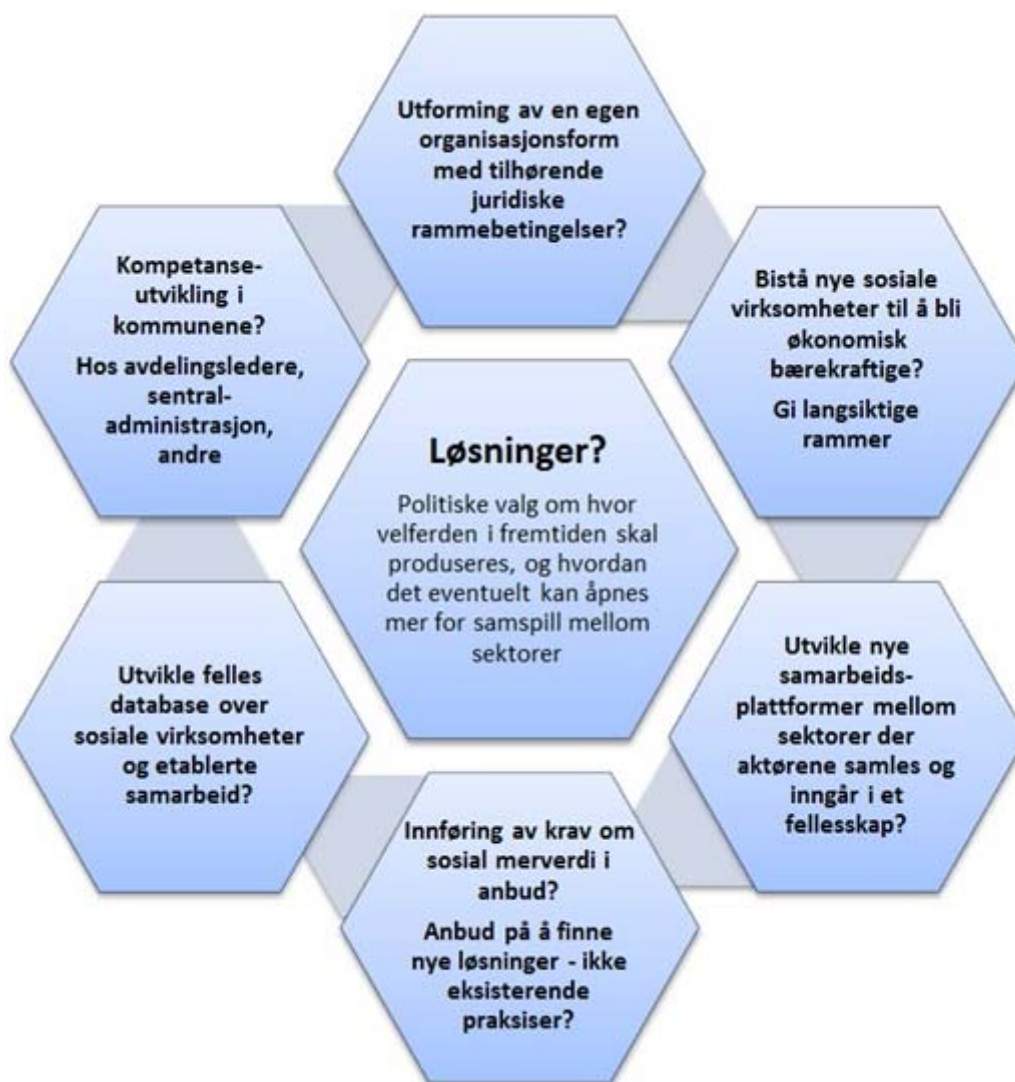 Utforming av en egen
organisasjonsform
med tilhørende
juridiske
rammebetingelser?
Bistå nye sosiale
virksomheter til å bli
økonomisk
bærekraftige?
Gi langsiktige
rammer
Utvikle nye
samarbeids-
plattformer mellom
sektorer der
aktørene samles og
inngår i et
fellesskap?
Innføring av krav om
sosial merverdi i
anbud?
Anbud på å finne
nye løsninger - ikke
eksisterende
praksiser?
Utvikle felles
database over
sosiale virksomheter
og etablerte
samarbeid?
Kompetanse-
utvikling i
kommunene?
Hos avdelingsledere,
sentral-
administrasjon,
andre
Løsninger?
Politiske valg om hvor
velferden i fremtiden skal
produseres, og hvordan
det eventuelt kan åpnes
mer for samspill mellom
sektorer